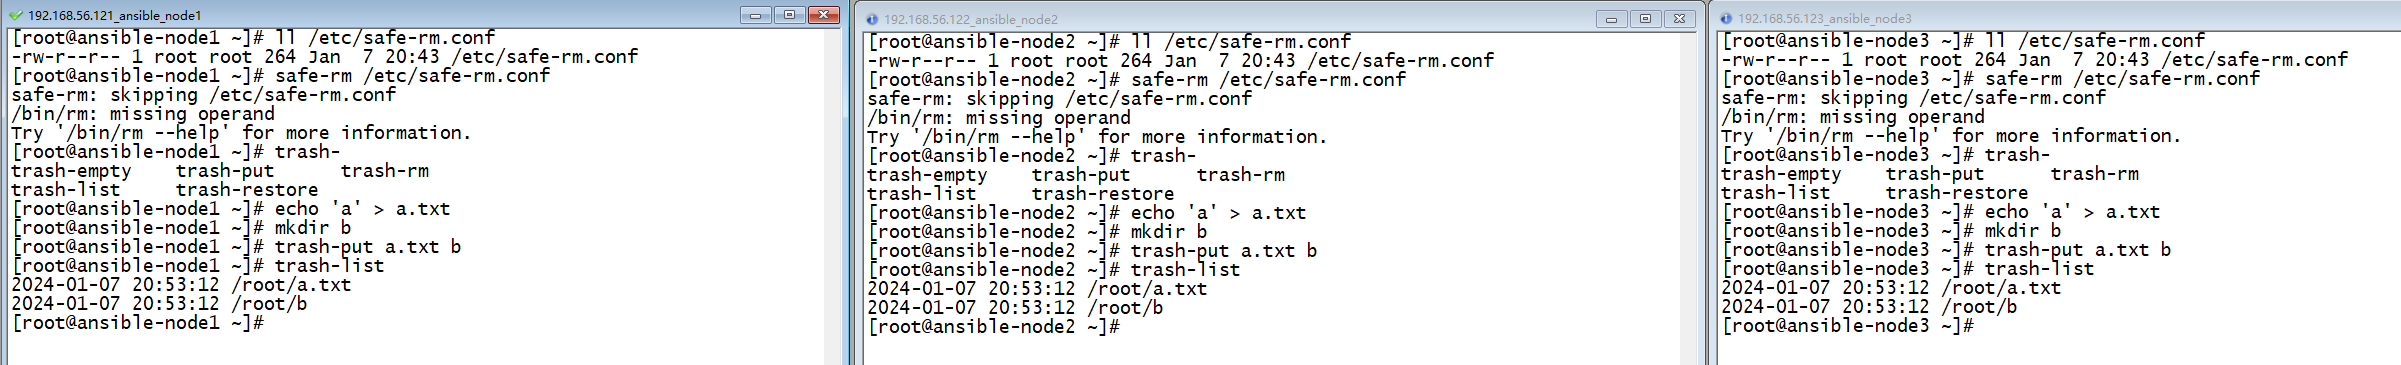 192.168.56.121_ansible_node1
[root@ansible-node1 ~]# ll /etc/safe-rm.conf
-rw-r--r-- 1 root root 264 Jan  7 20:43 /etc/safe-rm.conf
[root@ansible-node1 ~]# safe-rm /etc/safe-rm.conf
safe-rm: skipping /etc/safe-rm.conf
/bin/rm: missing operand
Try '/bin/rm --help' for more information.
[root@ansible-node1 ~]# trash-
trash-empty    trash-put      trash-rm
trash-list     trash-restore
[root@ansible-node1 ~]# echo 'a' > a.txt
[root@ansible-node1 ~]# mkdir b
[root@ansible-node1 ~]# trash-put a.txt b
[root@ansible-node1 ~]# trash-list
2024-01-07 20:53:12 /root/a.txt
2024-01-07 20:53:12 /root/b
[root@ansible-node1 ~]#
192.168.56.122_ansible_node2
[root@ansible-node2 ~]# ll /etc/safe-rm.conf
-rw-r--r-- 1 root root 264 Jan  7 20:43 /etc/safe-rm.conf
[root@ansible-node2 ~]# safe-rm /etc/safe-rm.conf
safe-rm: skipping /etc/safe-rm.conf
/bin/rm: missing operand
Try '/bin/rm --help' for more information.
[root@ansible-node2 ~]# trash-
trash-empty    trash-put      trash-rm
trash-list     trash-restore
[root@ansible-node2 ~]# echo 'a' > a.txt
[root@ansible-node2 ~]# mkdir b
[root@ansible-node2 ~]# trash-put a.txt b
[root@ansible-node2 ~]# trash-list
2024-01-07 20:53:12 /root/a.txt
2024-01-07 20:53:12 /root/b
[root@ansible-node2 ~]#
192.168.56.123_ansible_node3
[root@ansible-node3 ~]# ll /etc/safe-rm.conf
-rw-r--r-- 1 root root 264 Jan  7 20:43 /etc/safe-rm.conf
[root@ansible-node3 ~]# safe-rm /etc/safe-rm.conf
safe-rm: skipping /etc/safe-rm.conf
/bin/rm: missing operand
Try '/bin/rm --help' for more information.
[root@ansible-node3 ~]# trash-
trash-empty    trash-put      trash-rm
trash-list     trash-restore
[root@ansible-node3 ~]# echo 'a' > a.txt
[root@ansible-node3 ~]# mkdir b
[root@ansible-node3 ~]# trash-put a.txt b
[root@ansible-node3 ~]# trash-list
2024-01-07 20:53:12 /root/a.txt
2024-01-07 20:53:12 /root/b
[root@ansible-node3 ~]#